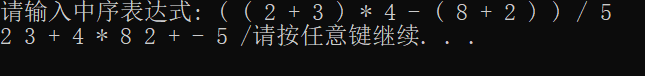 请输入中序表达式: ( ( 2 + 3 ) * 4 - ( 8 + 2 ) ) / 5
2 3 + 4 * 8 2 + - 5 /请按任意键继续. . .